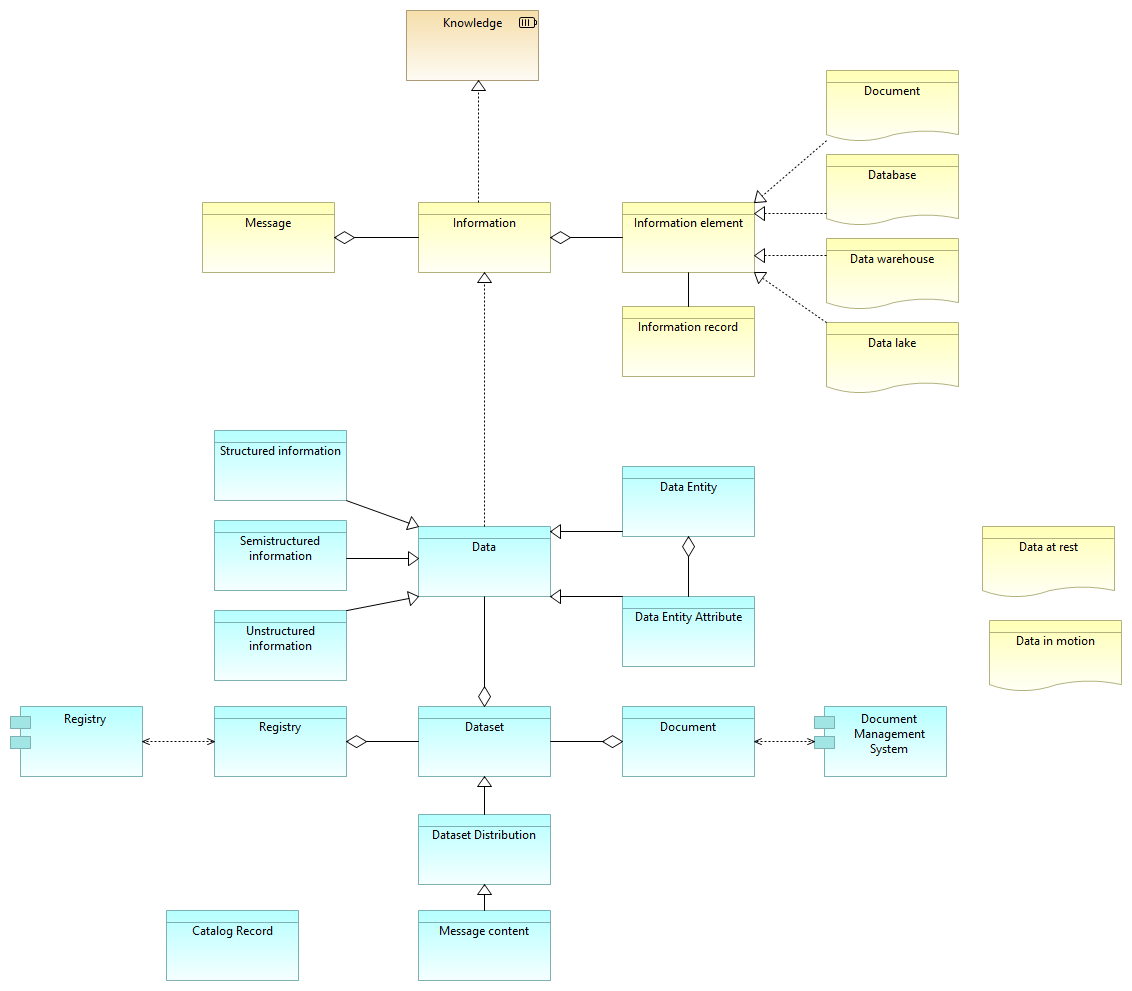 Knowledge
Document
Database
Message
Information
Information element
Data warehouse
Information record
Data lake
Structured information
Data Entity
Semistructured
information
Data
Data at rest
Unstructured
information
Data Entity Attribute
Data in motion
Registry
Registry
Dataset
Document
Document
Management
System
Dataset Distribution
Catalog Record
Message content